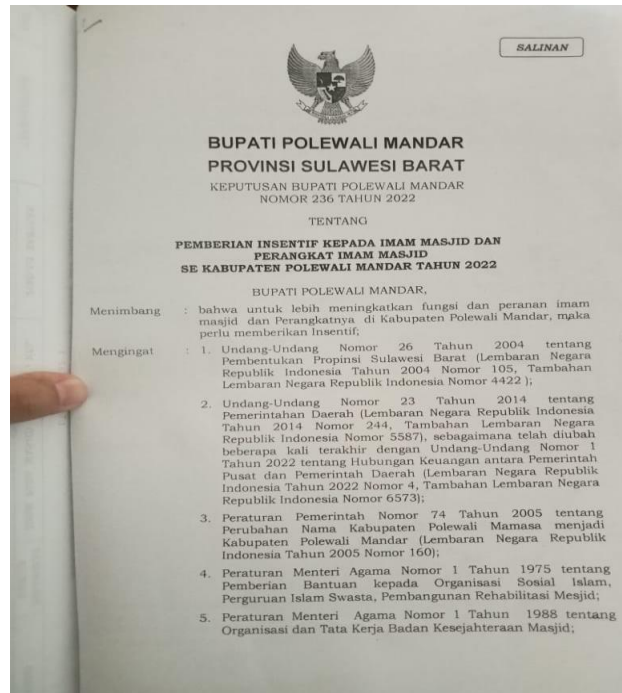 SALINAN
BUPATI POLEWALI MANDAR
PROVINSI SULAWESI BARAT
KEPUTUSAN BUPATI POLEWALI MANDAR
NOMOR 236 TAHUN 2022
TENTANG
PEMBERIAN INSENTIF KEPADA IMAM MASJID DAN
PERANGKAT IMAM MASJID
SE KABUPATEN POLEWALI MANDAR TAHUN 2022
BUPATI POLEWALI MANDAR,
Menimbang : bahwa untuk lebih meningkatkan fungsi dan peranan imam
masjid dan Perangkatnya di Kabupaten Polewali Mandar, maka
perlu memberikan Insentif;
Mengingat : 1. Undang-Undang Nomor 26 Tahun 2004 tentang
Pembentukan Propinsi Sulawesi Barat (Lembaran Negara
Republik Indonesia Tahun 2004 Nomor 105, Tambahan
Lembaran Negara Republik Indonesia Nomor 4422 );
2. Undang-Undang Nomor 23 Tahun 2014 tentang
Pemerintahan Daerah (Lembaran Negara Republik Indonesia
Tahun 2014 Nomor 244, Tambahan Lembaran Negara
Republik Indonesia Nomor 5587), sebagaimana telah diubah
beberapa kali terakhir dengan Undang-Undang Nomor 1
Tahun 2022 tentang Hubungan Keuangan antara Pemerintah
Pusat dan Pemerintah Daerah (Lembaran Negara Republik
Indonesia Tahun 2022 Nomor 4, Tambahan Lembaran Negara
Republik Indonesia Nomor 6573);
3. Peraturan Pemerintah Nomor 74 Tahun 2005 tentang
Perubahan Nama Kabupaten Polewali Mamasa menjadi
Kabupaten Polewali Mandar (Lembaran Negara Republik
Indonesia Tahun 2005 Nomor 160);
4. Peraturan Menteri Agama Nomor 1 Tahun 1975 tentang
Pemberian Bantuan kepada Organisasi Sosial Islam,
Perguruan Islam Swasta, Pembangunan Rehabilitasi Mesjid;
5. Peraturan Menteri Agama Nomor 1 Tahun 1988 tentang
Organisasi dan Tata Kerja Badan Kesejahteraan Masjid;